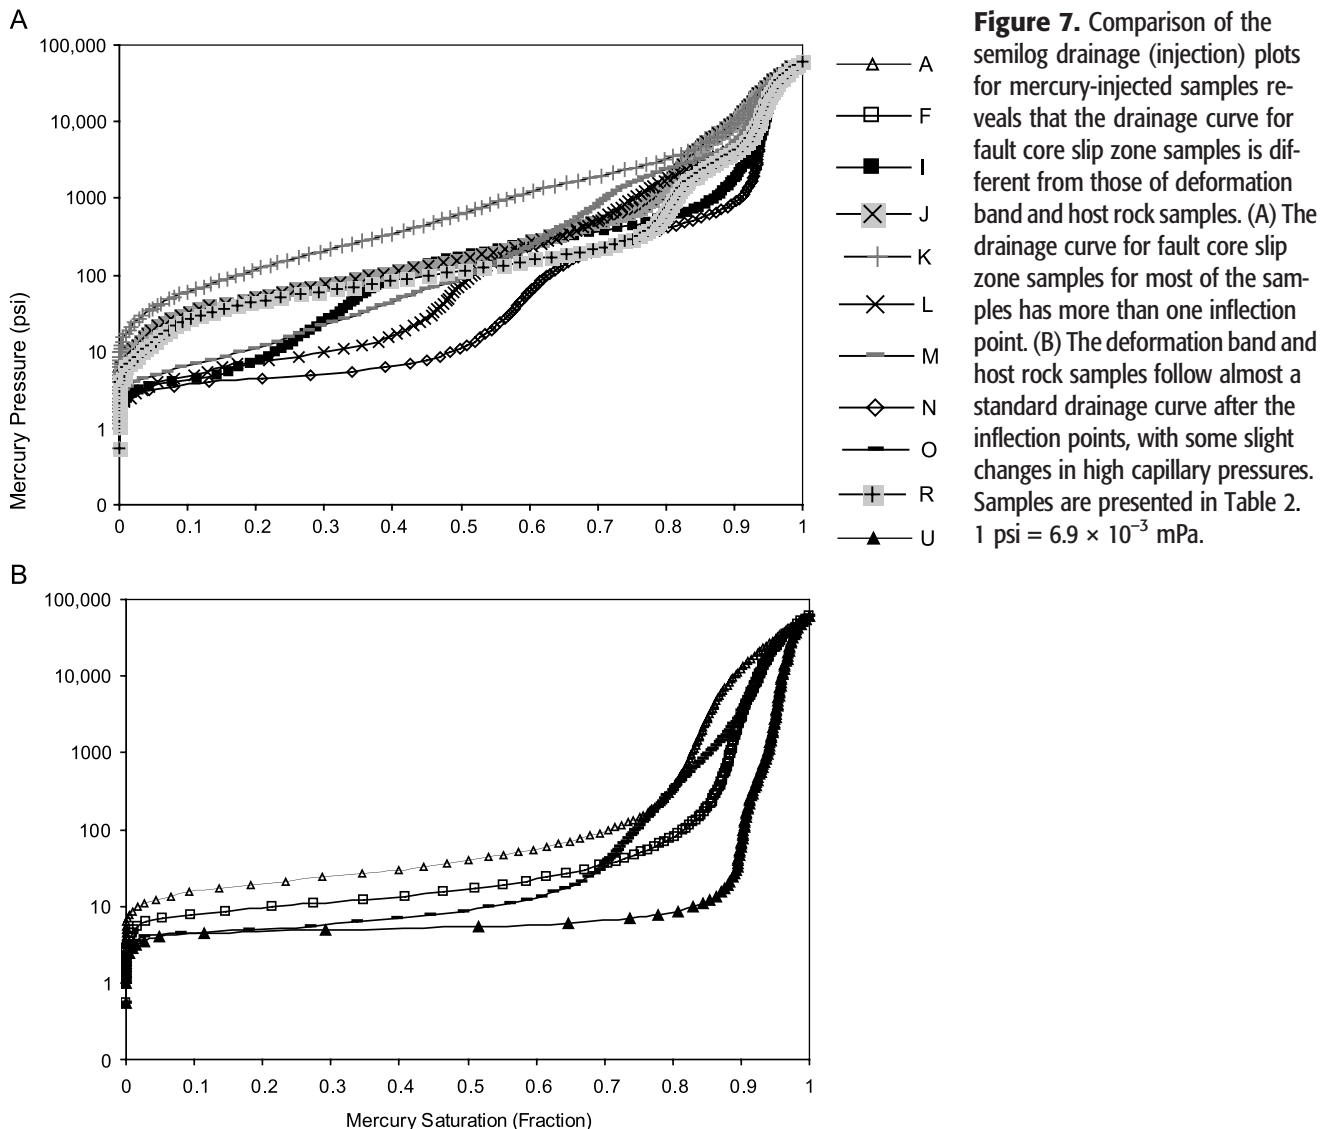 A
100,000
10,000
1000
100
10
1
0
Mercury Pressure (psi)
0 0.1 0.2 0.3 0.4 0.5 0.6 0.7 0.8 0.9 1
A
F
I
J
K
L
M
N
O
R
U
Figure 7. Comparison of the
semilog drainage (injection) plots
for mercury-injected samples re-
veals that the drainage curve for
fault core slip zone samples is dif-
ferent from those of deformation
band and host rock samples. (A) The
drainage curve for fault core slip
zone samples for most of the sam-
ples has more than one inflection
point. (B) The deformation band and
host rock samples follow almost a
standard drainage curve after the
inflection points, with some slight
changes in high capillary pressures.
Samples are presented in Table 2.
1 psi = 6.9 × 10⁻³ mPa.
B
100,000
10,000
1000
100
10
1
0
0 0.1 0.2 0.3 0.4 0.5 0.6 0.7 0.8 0.9 1
Mercury Saturation (Fraction)